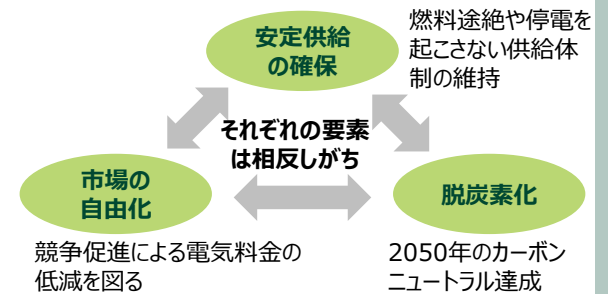 安定供給
の確保
燃料途絶や停電を
起こさない供給体
制の維持
それぞれの要素
は相反しがち
市場の
自由化
脱炭素化
競争促進による電気料金の
低減を図る
2050年のカーボン
ニュートラル達成